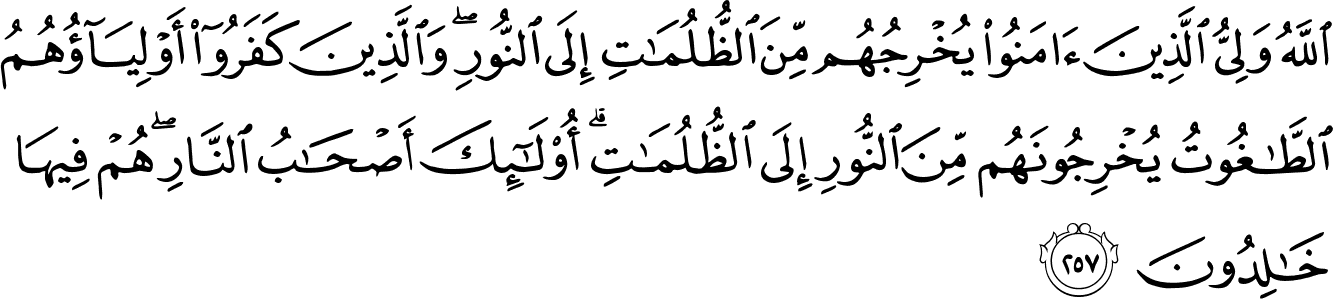 ٱللَّهُ وَلِىُّ ٱلَّذِينَ ءَامَنُوا۟ يُخْرِجُهُم مِّنَ ٱلظُّلُمَـٰتِ إِلَى ٱلنُّورِ ۖ وَٱلَّذِينَ كَفَرُوٓا۟ أَوْلِيَآؤُهُمُ
ٱلطَّـٰغُوتُ يُخْرِجُونَهُم مِّنَ ٱلنُّورِ إِلَى ٱلظُّلُمَـٰتِ ۗ أُو۟لَـٰٓئِكَ أَصْحَـٰبُ ٱلنَّارِ ۖ هُمْ فِيهَا
خَـٰلِدُونَ ٢٥٧